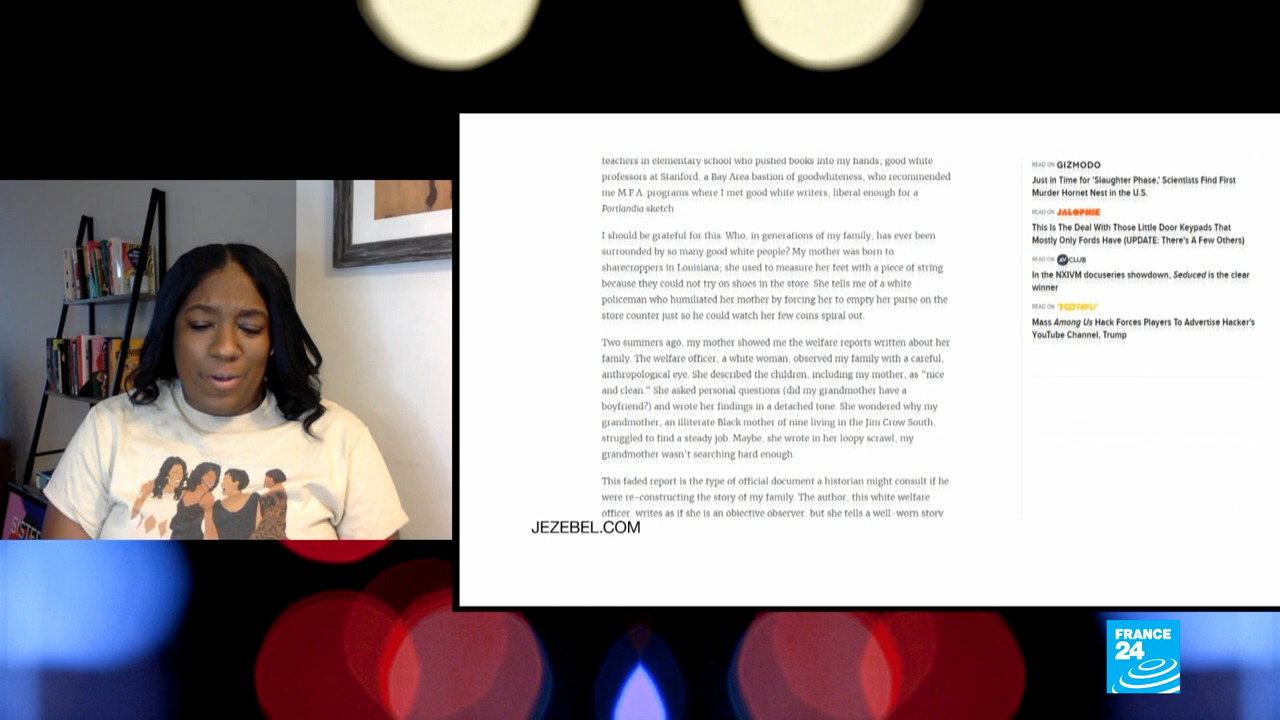 teachers in elementary school who pushed books into my hands; good white
professors at Stanford, a Bay Area bastion of goodwhiteness, who recommended
me M.F.A. programs where I met good white writers, liberal enough for a
Portlandia sketch.
I should be grateful for this. Who, in generations of my family, has ever been
surrounded by so many good white people? My mother was born to
sharecroppers in Louisiana; she used to measure her feet with a piece of string
because they could not try on shoes in the store. She tells me of a white
policeman who humiliated her mother by forcing her to empty her purse on the
store counter just so he could watch her few coins spiral out.
Two summers ago, my mother showed me the welfare reports written about her
family. The welfare officer, a white woman, observed my family with a careful,
anthropological eye. She described the children, including my mother, as "nice
and clean." She asked personal questions (did my grandmother have a
boyfriend?) and wrote her findings in a detached tone. She wondered why my
grandmother, an illiterate Black mother of nine living in the Jim Crow South,
struggled to find a steady job. Maybe, she wrote in her loopy scrawl, my
grandmother wasn't searching hard enough.
This faded report is the type of official document a historian might consult if he
were re-constructing the story of my family. The author, this white welfare
officer, writes as if she is an objective observer, but she tells a well-worn story
JEZEBEL.COM
READ ON GIZMODO
Just in Time for 'Slaughter Phase,' Scientists Find First
Murder Hornet Nest in the U.S.
READ ON JALOPNIK
This Is The Deal With Those Little Door Keypads That
Mostly Only Fords Have (UPDATE: There's A Few Others)
READ ON AV CLUB
In the NXIVM docuseries showdown, Seduced is the clear
winner
READ ON KOTAKU
Mass Among Us Hack Forces Players To Advertise Hacker's
YouTube Channel, Trump
FRANCE
24